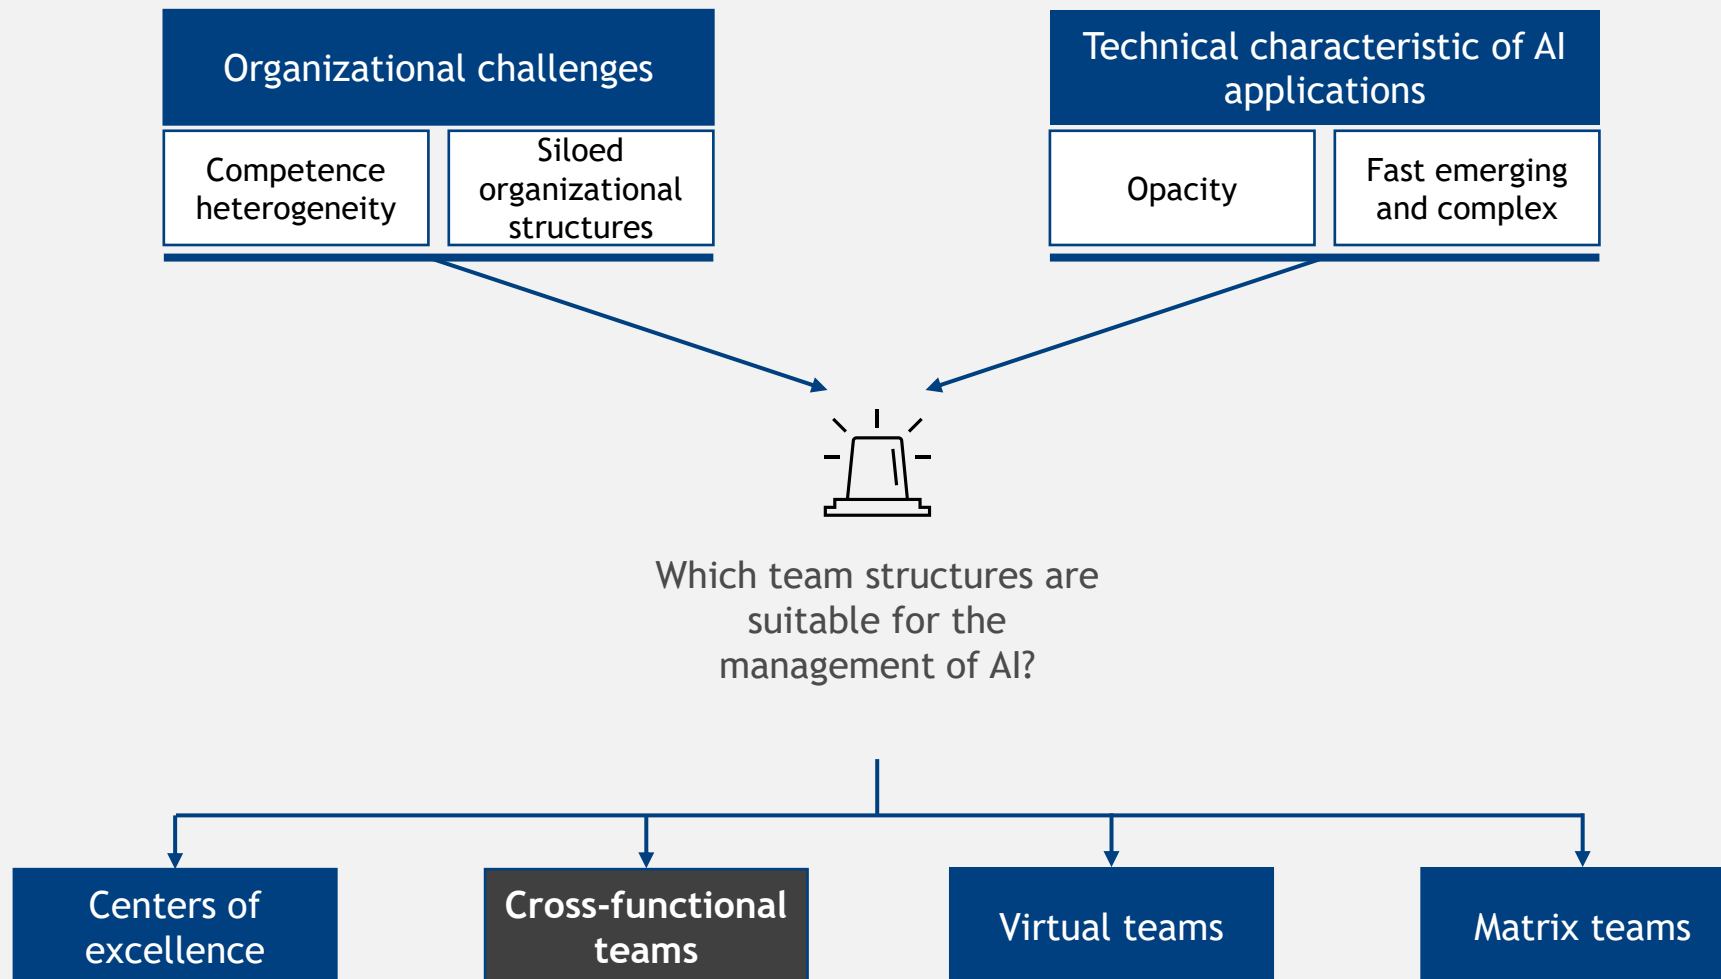 Organizational challenges
Technical characteristic of AI
applications
Competence
heterogeneity
Siloed
organizational
structures
Opacity
Fast emerging
and complex
Which team structures are
suitable for the
management of AI?
Centers of
excellence
Cross-functional
teams
Virtual teams
Matrix teams